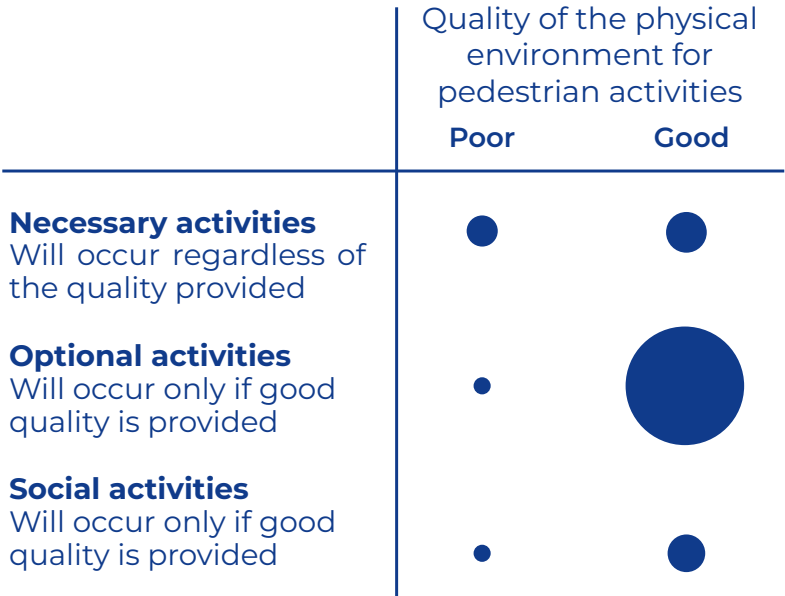 Quality of the physical
environment for
pedestrian activities
Poor Good
Necessary activities
Will occur regardless of
the quality provided
Optional activities
Will occur only if good
quality is provided
Social activities
Will occur only if good
quality is provided